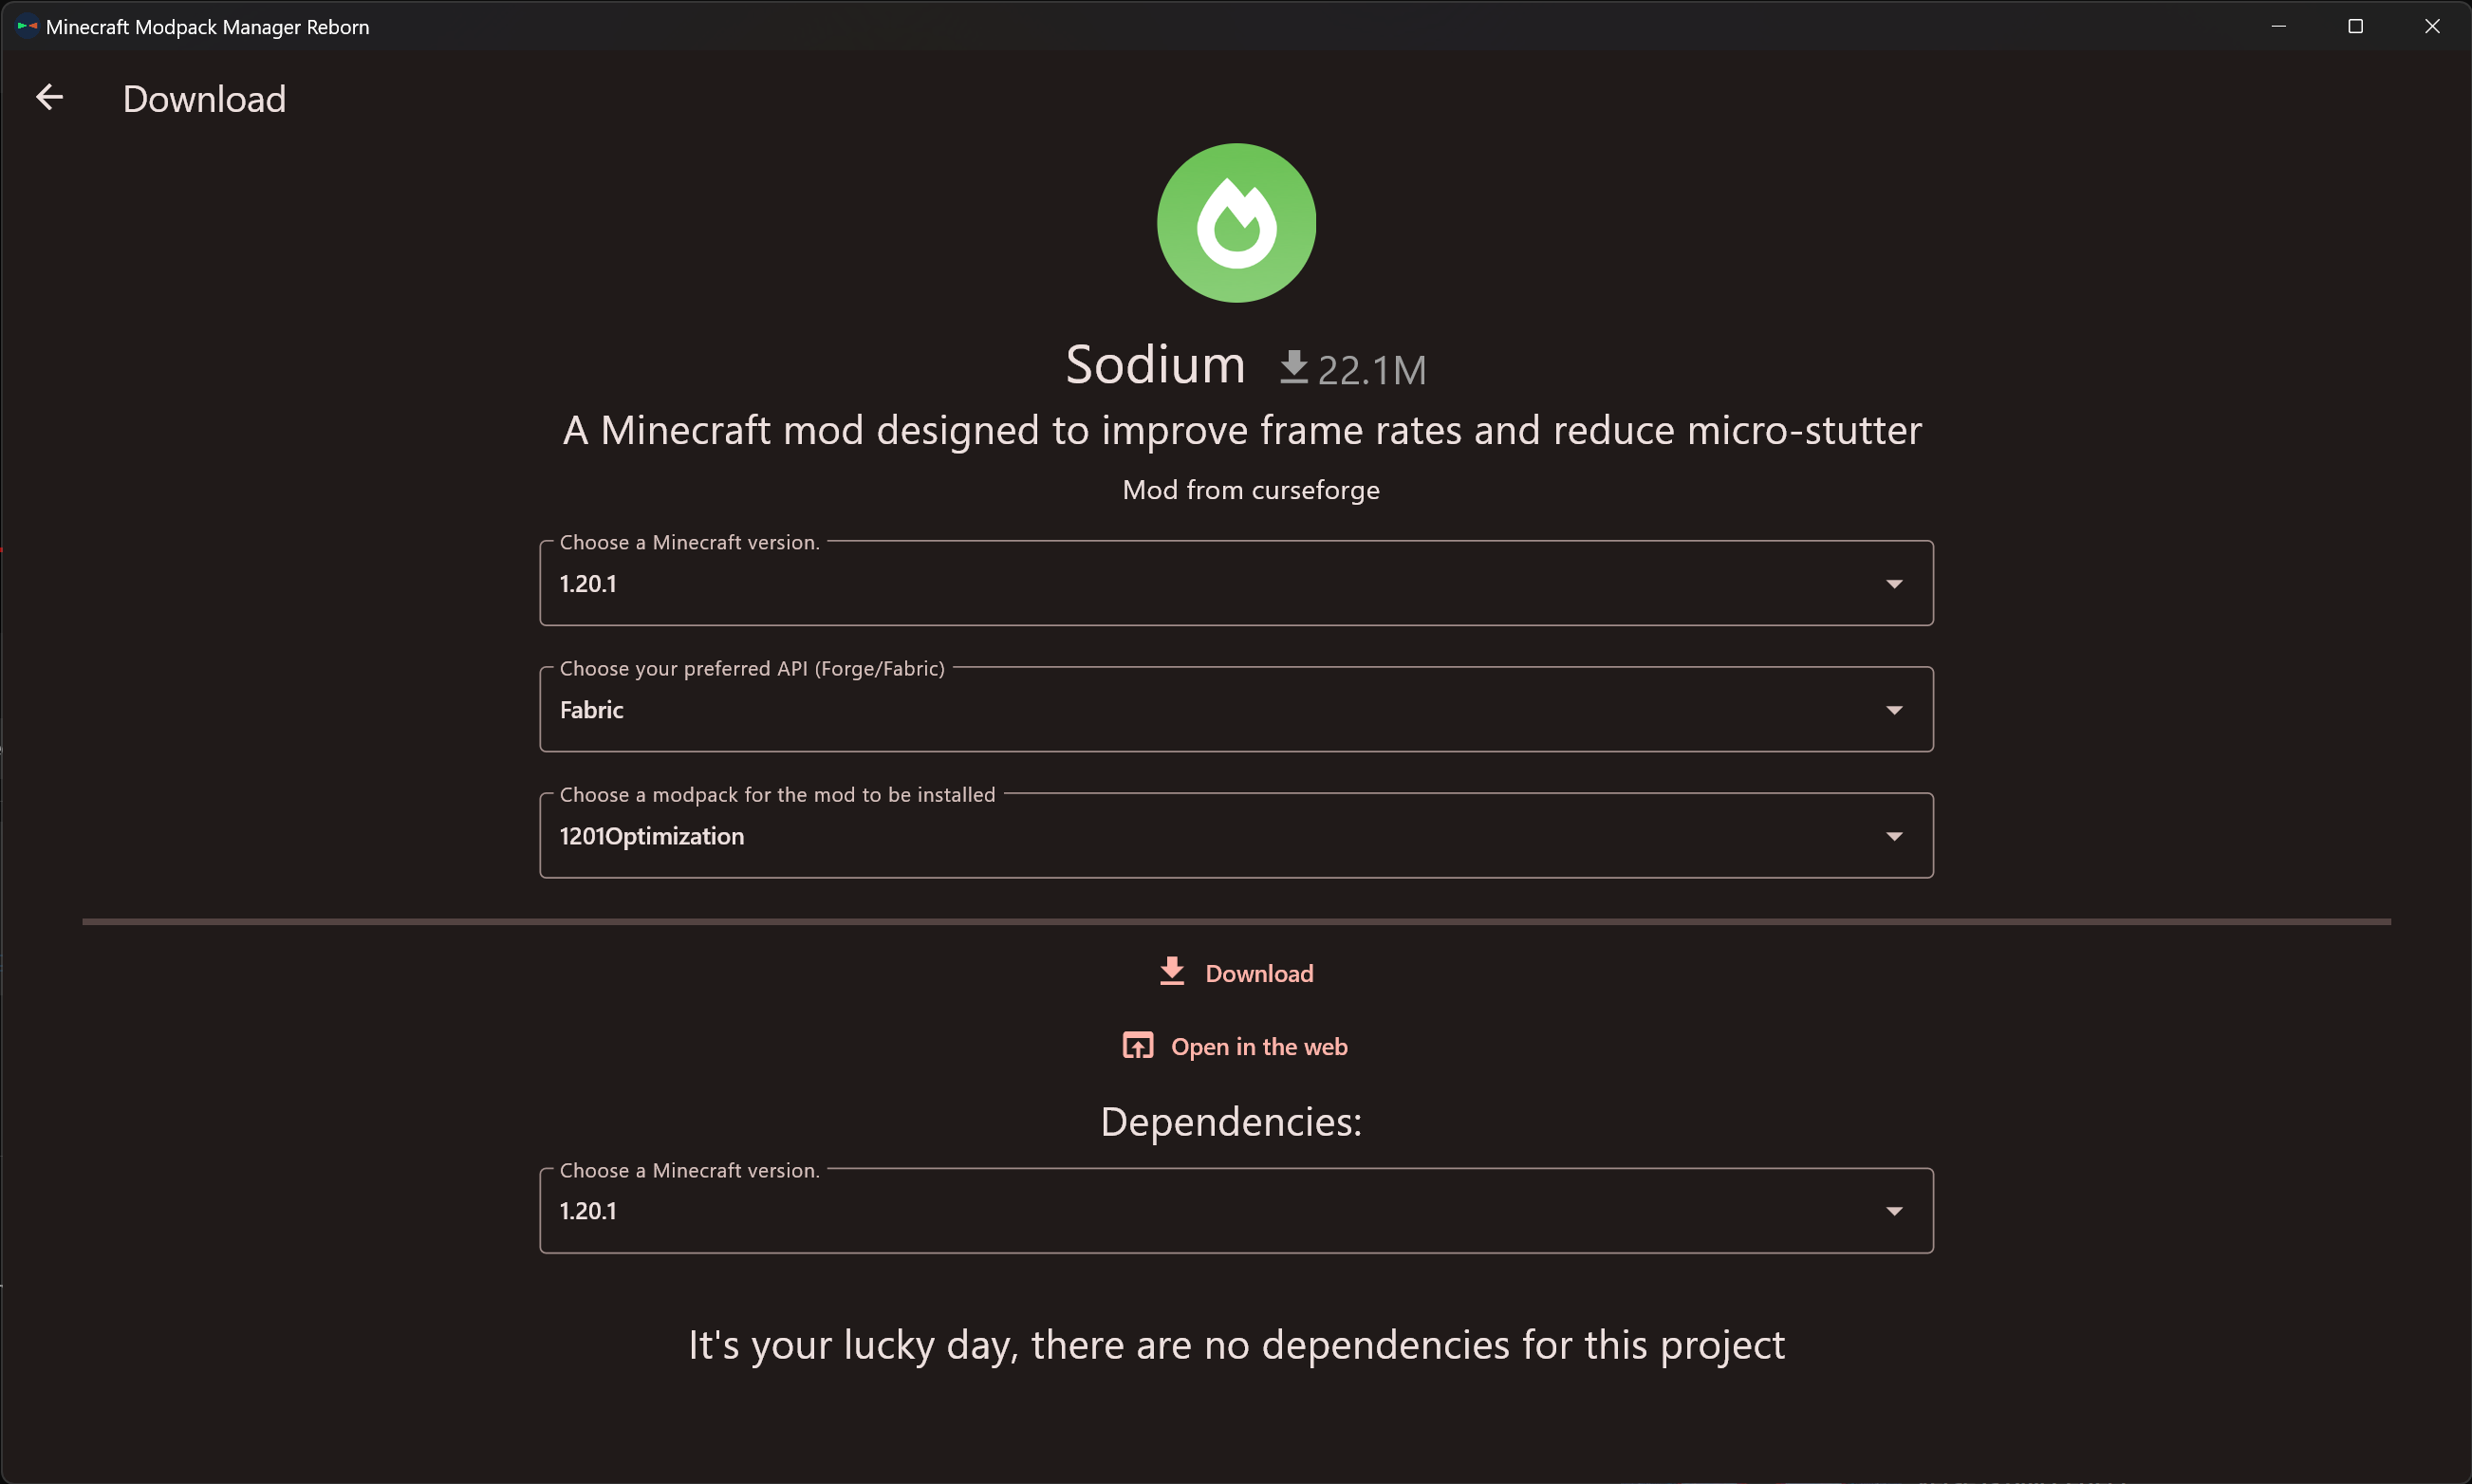 Minecraft Modpack Manager Reborn
Download
Sodium 22.1M
A Minecraft mod designed to improve frame rates and reduce micro-stutter
Mod from curseforge
Choose a Minecraft version.
1.20.1
Choose your preferred API (Forge/Fabric)
Fabric
Choose a modpack for the mod to be installed
1201Optimization
Download
Open in the web
Dependencies:
Choose a Minecraft version.
1.20.1
It's your lucky day, there are no dependencies for this project